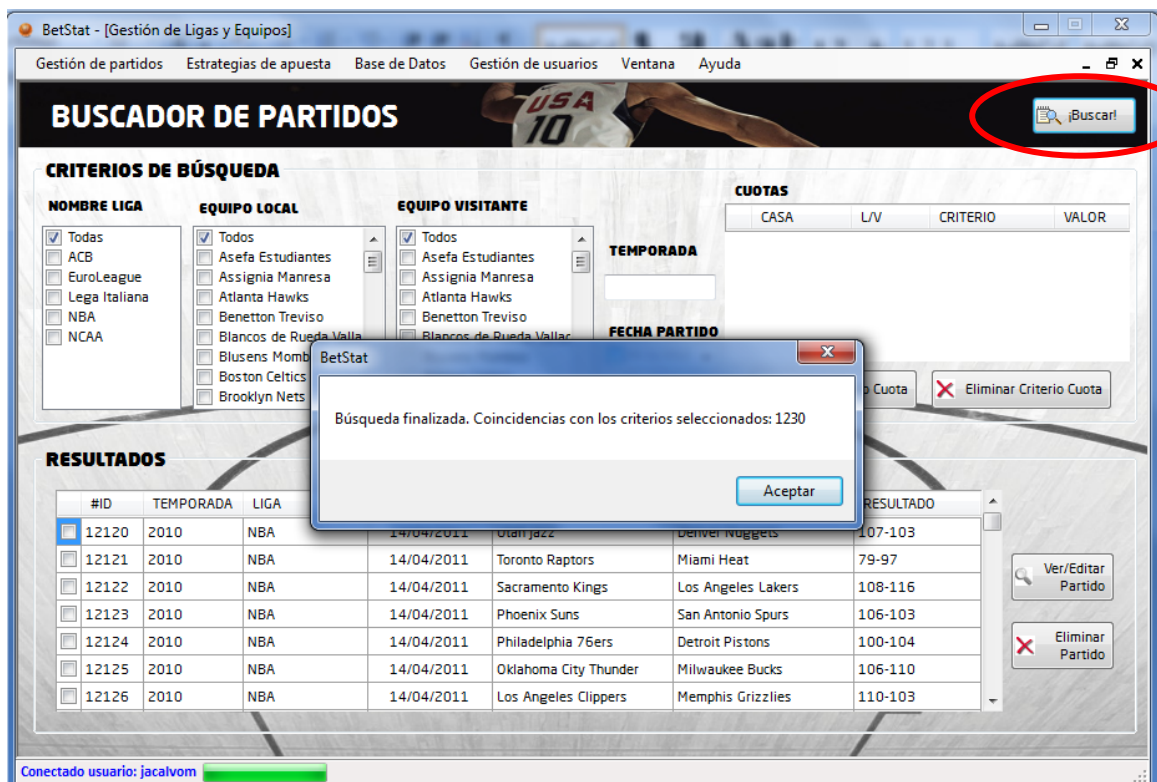 BetStat - [Gestión de Ligas y Equipos]
Gestión de partidos Estrategias de apuesta Base de Datos Gestión de usuarios Ventana Ayuda
BUSCADOR DE PARTIDOS
USA
10
¡Buscar!
CRITERIOS DE BÚSQUEDA
NOMBRE LIGA
Todas
ACB
EuroLeague
Lega Italiana
NBA
NCAA
EQUIPO LOCAL
Todos
Asefa Estudiantes
Assignia Manresa
Atlanta Hawks
Benetton Treviso
Blancos de Rueda Valla
Blusens Momb
Boston Celtics
Brooklyn Nets
EQUIPO VISITANTE
Todos
Asefa Estudiantes
Assignia Manresa
Atlanta Hawks
Benetton Treviso
Blancos de Rueda Vallac
TEMPORADA
FECHA PARTIDO
CUOTAS
CASA L/V CRITERIO VALOR
Cuota
Eliminar Criterio Cuota
BetStat
Búsqueda finalizada. Coincidencias con los criterios seleccionados: 1230
Aceptar
RESULTADOS
#ID TEMPORADA LIGA RESULTADO
12120 2010 NBA 14/04/2011 Utah Jazz Denver Nuggets 107-103
12121 2010 NBA 14/04/2011 Toronto Raptors Miami Heat 79-97
12122 2010 NBA 14/04/2011 Sacramento Kings Los Angeles Lakers 108-116
12123 2010 NBA 14/04/2011 Phoenix Suns San Antonio Spurs 106-103
12124 2010 NBA 14/04/2011 Philadelphia 76ers Detroit Pistons 100-104
12125 2010 NBA 14/04/2011 Oklahoma City Thunder Milwaukee Bucks 106-110
12126 2010 NBA 14/04/2011 Los Angeles Clippers Memphis Grizzlies 110-103
Ver/Editar
Partido
Eliminar
Partido
Conectado usuario: jacalvom